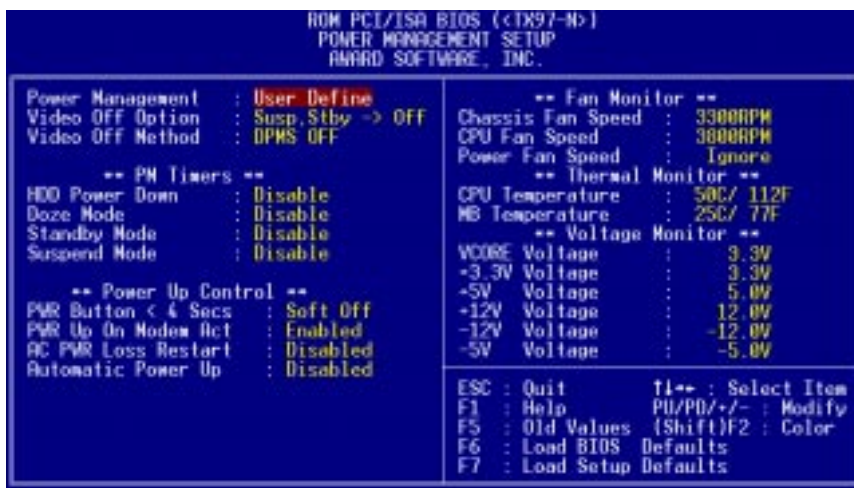 ROM PCI/ISA BIOS (<TX97-N>)
POWER MANAGEMENT SETUP
AWARD SOFTWARE, INC.
Power Management : User Define
Video Off Option : Susp,Stby -> Off
Video Off Method : DPMS OFF
** PM Timers **
HDD Power Down : Disable
Doze Mode : Disable
Standby Mode : Disable
Suspend Mode : Disable
** Power Up Control **
PWR Button < 4 Secs : Soft Off
PWR Up On Modem Act : Enabled
AC PWR Loss Restart : Disabled
Automatic Power Up : Disabled
** Fan Monitor **
Chassis Fan Speed : 3300RPM
CPU Fan Speed : 3800RPM
Power Fan Speed : Ignore
** Thermal Monitor **
CPU Temperature : 50C/ 112F
MB Temperature : 25C/ 77F
** Voltage Monitor **
VCORE Voltage : 3.3V
+3.3V Voltage : 3.3V
+5V Voltage : 5.0V
+12V Voltage : 12.0V
-12V Voltage : -12.0V
-5V Voltage : -5.0V
ESC : Quit ↑↓→← : Select Item
F1 : Help PU/PD/+/- : Modify
F5 : Old Values (Shift)F2 : Color
F6 : Load BIOS Defaults
F7 : Load Setup Defaults